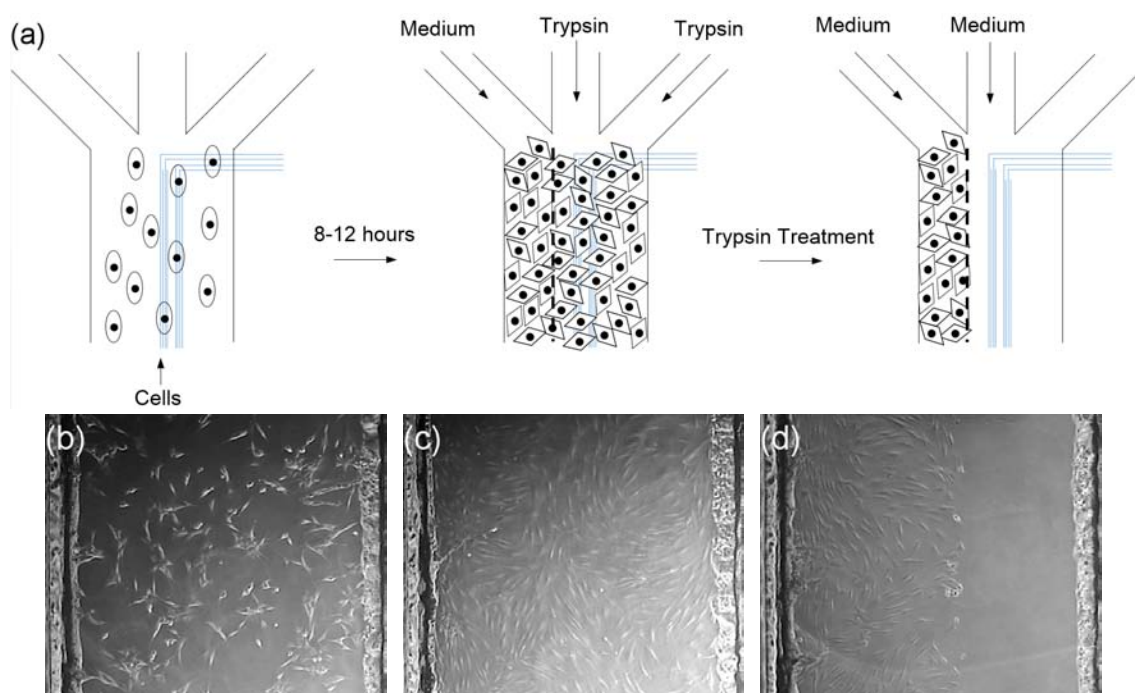 (a)
Medium
Trypsin
Trypsin
Medium
Medium
8-12 hours
Trypsin Treatment
Cells
(b)
(c)
(d)